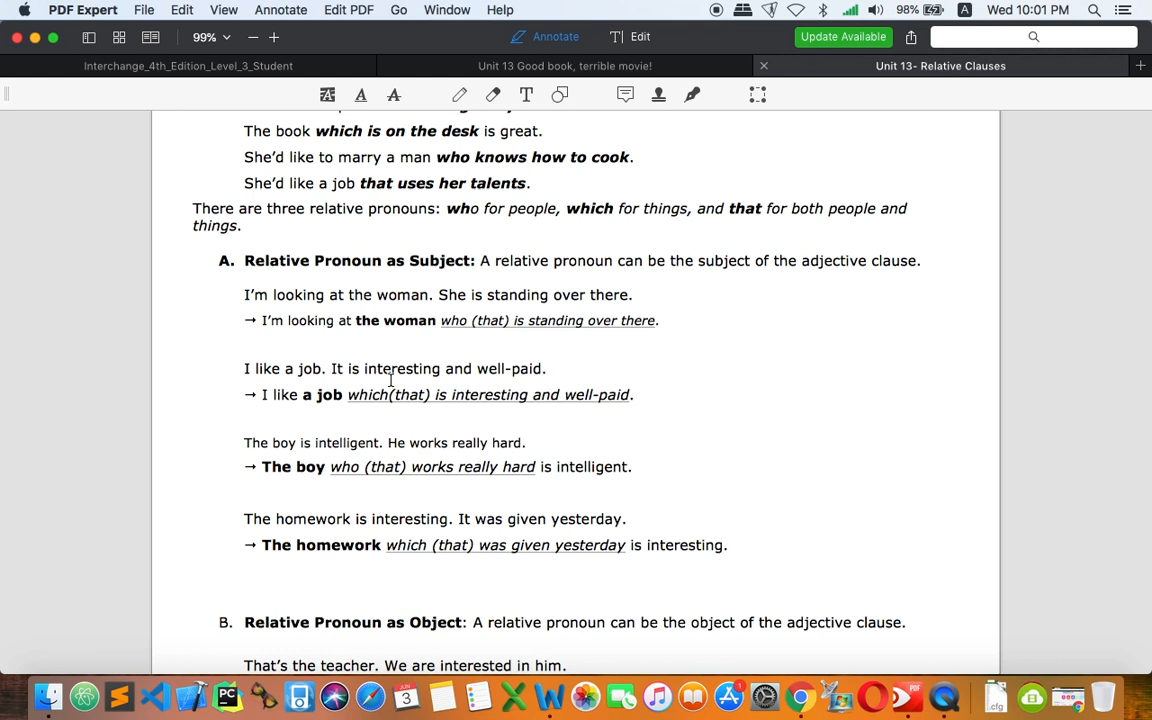 PDF Expert File Edit View Annotate Edit PDF Go Window Help 98% A Wed 10:01 PM
99% Annotate Edit Update Available
Interchange_4th_Edition_Level_3_Student Unit 13 Good book, terrible movie! Unit 13- Relative Clauses
The book which is on the desk is great.
She’d like to marry a man who knows how to cook.
She’d like a job that uses her talents.
There are three relative pronouns: who for people, which for things, and that for both people and
things.
A. Relative Pronoun as Subject: A relative pronoun can be the subject of the adjective clause.
I’m looking at the woman. She is standing over there.
→ I’m looking at the woman who (that) is standing over there.
I like a job. It is interesting and well-paid.
→ I like a job which(that) is interesting and well-paid.
The boy is intelligent. He works really hard.
→ The boy who (that) works really hard is intelligent.
The homework is interesting. It was given yesterday.
→ The homework which (that) was given yesterday is interesting.
B. Relative Pronoun as Object: A relative pronoun can be the object of the adjective clause.
That’s the teacher. We are interested in him.
JUN
3
PC
PDF
1
.cfg